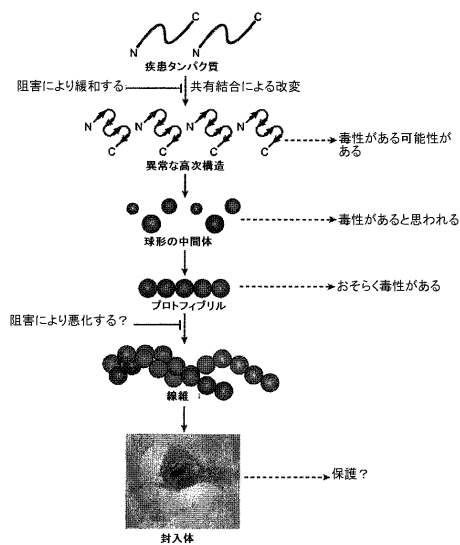 C
C
N
N
疾患タンパク質
阻害により緩和する
共有結合による改変
N
N
N
N
C
C
C
C
異常な高次構造
毒性がある可能性が
ある
球形の中間体
毒性があると思われる
プロトフィブリル
おそらく毒性がある
阻害により悪化する？
線維
封入体
保護？